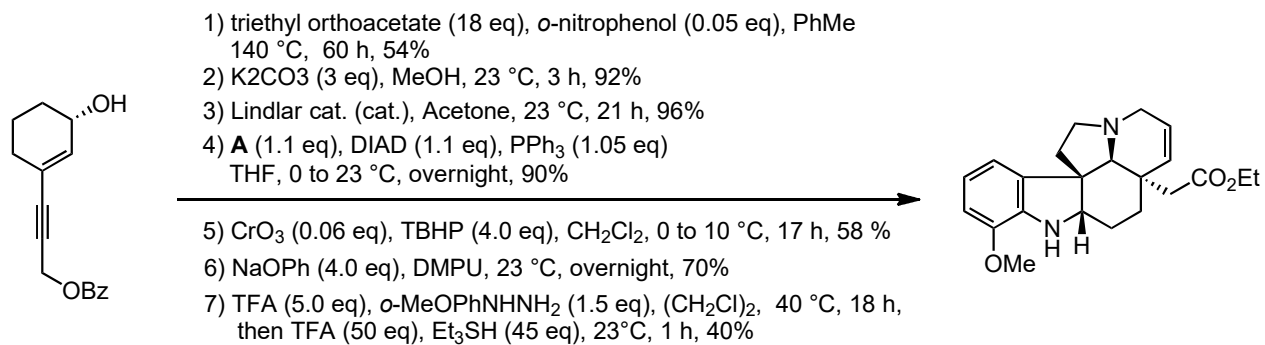 1) triethyl orthoacetate (18 eq), o-nitrophenol (0.05 eq), PhMe
140 °C, 60 h, 54%
2) K2CO3 (3 eq), MeOH, 23 °C, 3 h, 92%
3) Lindlar cat. (cat.), Acetone, 23 °C, 21 h, 96%
4) A (1.1 eq), DIAD (1.1 eq), PPh3 (1.05 eq)
THF, 0 to 23 °C, overnight, 90%
5) CrO3 (0.06 eq), TBHP (4.0 eq), CH2Cl2, 0 to 10 °C, 17 h, 58 %
6) NaOPh (4.0 eq), DMPU, 23 °C, overnight, 70%
7) TFA (5.0 eq), o-MeOPhNHNH2 (1.5 eq), (CH2Cl)2, 40 °C, 18 h,
then TFA (50 eq), Et3SH (45 eq), 23°C, 1 h, 40%
OH
OBz
N
CO2Et
N
H
H
OMe